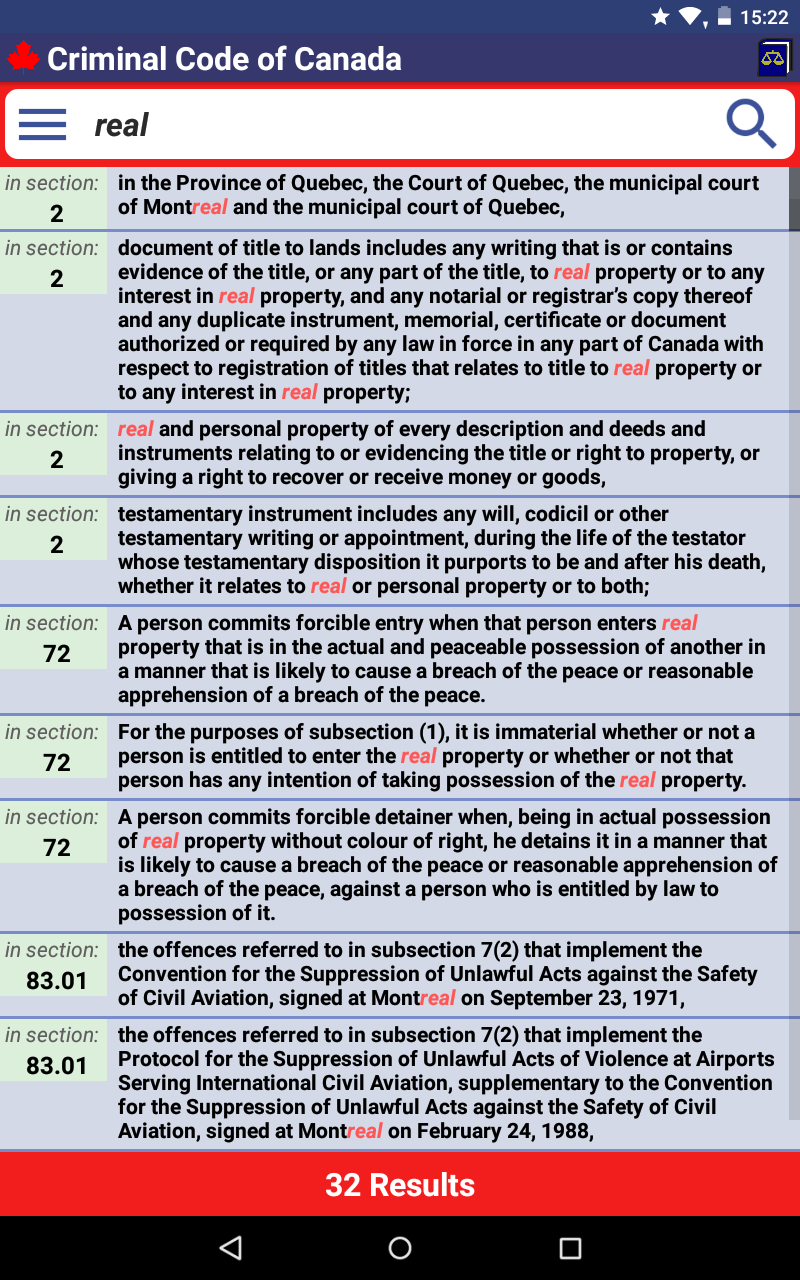 15:22
Criminal Code of Canada
real
in section:
2
in the Province of Quebec, the Court of Quebec, the municipal court
of Montreal and the municipal court of Quebec,
in section:
2
document of title to lands includes any writing that is or contains
evidence of the title, or any part of the title, to real property or to any
interest in real property, and any notarial or registrar’s copy thereof
and any duplicate instrument, memorial, certificate or document
authorized or required by any law in force in any part of Canada with
respect to registration of titles that relates to title to real property or
to any interest in real property;
in section:
2
real and personal property of every description and deeds and
instruments relating to or evidencing the title or right to property, or
giving a right to recover or receive money or goods,
in section:
2
testamentary instrument includes any will, codicil or other
testamentary writing or appointment, during the life of the testator
whose testamentary disposition it purports to be and after his death,
whether it relates to real or personal property or to both;
in section:
72
A person commits forcible entry when that person enters real
property that is in the actual and peaceable possession of another in
a manner that is likely to cause a breach of the peace or reasonable
apprehension of a breach of the peace.
in section:
72
For the purposes of subsection (1), it is immaterial whether or not a
person is entitled to enter the real property or whether or not that
person has any intention of taking possession of the real property.
in section:
72
A person commits forcible detainer when, being in actual possession
of real property without colour of right, he detains it in a manner that
is likely to cause a breach of the peace or reasonable apprehension of
a breach of the peace, against a person who is entitled by law to
possession of it.
in section:
83.01
the offences referred to in subsection 7(2) that implement the
Convention for the Suppression of Unlawful Acts against the Safety
of Civil Aviation, signed at Montreal on September 23, 1971,
in section:
83.01
the offences referred to in subsection 7(2) that implement the
Protocol for the Suppression of Unlawful Acts of Violence at Airports
Serving International Civil Aviation, supplementary to the Convention
for the Suppression of Unlawful Acts against the Safety of Civil
Aviation, signed at Montreal on February 24, 1988,
32 Results